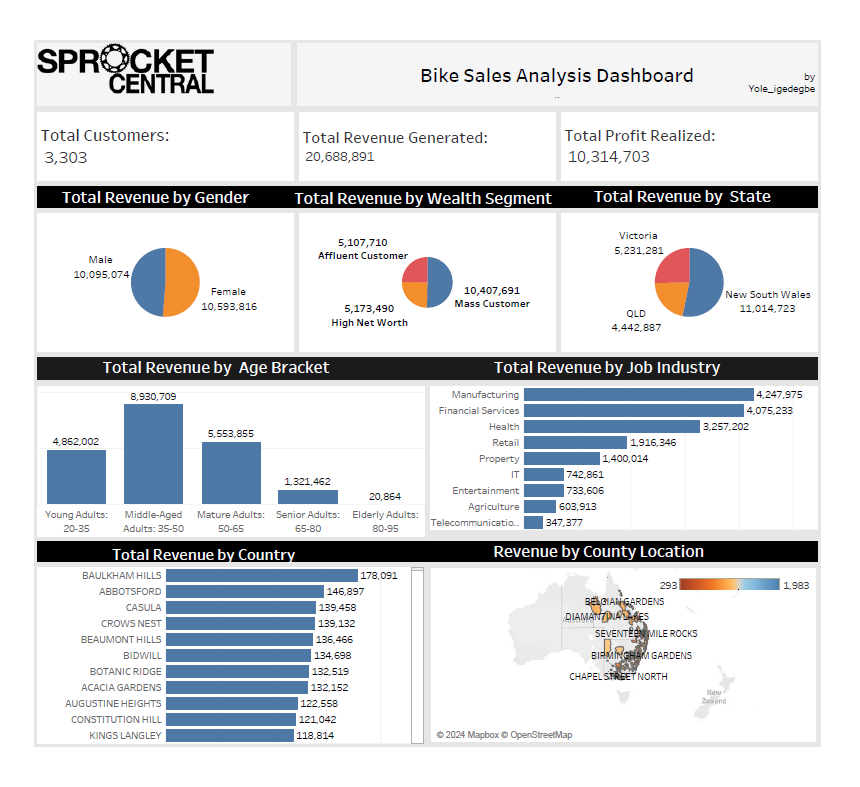 SPROCKET
CENTRAL
Bike Sales Analysis Dashboard
..
by
Yole_igedegbe
Total Customers:
3,303
Total Revenue Generated:
20,688,891
Total Profit Realized:
10,314,703
Total Revenue by Gender
Total Revenue by Wealth Segment
Total Revenue by State
Male
10,095,074
Female
10,593,816
5,107,710
Affluent Customer
10,407,691
Mass Customer
5,173,490
High Net Worth
Victoria
5,231,281
New South Wales
11,014,723
QLD
4,442,887
Total Revenue by Age Bracket
Total Revenue by Job Industry
4,862,002
8,930,709
5,553,855
1,321,462
20,864
Young Adults:
20-35
Middle-Aged
Adults: 35-50
Mature Adults:
50-65
Senior Adults:
65-80
Elderly Adults:
80-95
Manufacturing 4,247,975
Financial Services 4,075,233
Health 3,257,202
Retail 1,916,346
Property 1,400,014
IT 742,861
Entertainment 733,606
Agriculture 603,913
Telecommunicatio.. 347,377
Total Revenue by Country
Revenue by County Location
BAULKHAM HILLS 178,091
ABBOTSFORD 146,897
CASULA 139,458
CROWS NEST 139,132
BEAUMONT HILLS 136,466
BIDWILL 134,698
BOTANIC RIDGE 132,519
ACACIA GARDENS 132,152
AUGUSTINE HEIGHTS 122,558
CONSTITUTION HILL 121,042
KINGS LANGLEY 118,814
293 1,983
BELGIAN GARDENS
DIAMANTINA LAKES
SEVENTEEN MILE ROCKS
BIRMINGHAM GARDENS
CHAPEL STREET NORTH
New
Zealand
© 2024 Mapbox © OpenStreetMap